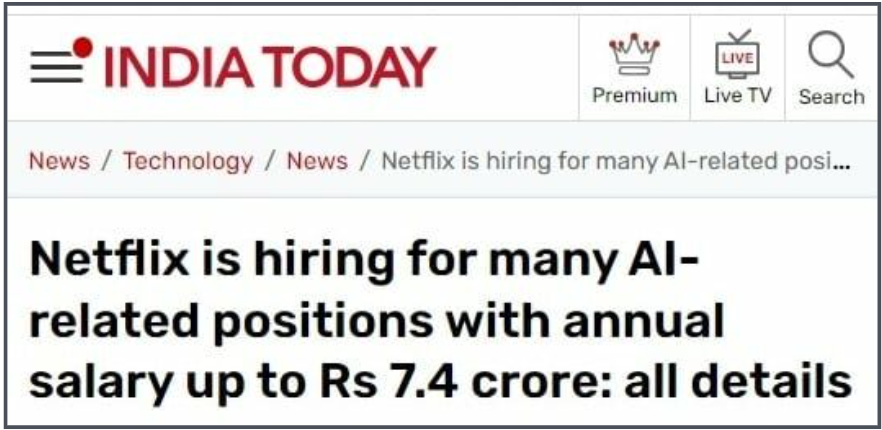 INDIA TODAY
Premium
LIVE
Live TV
Search
News / Technology / News / Netflix is hiring for many AI-related posi...
Netflix is hiring for many AI-
related positions with annual
salary up to Rs 7.4 crore: all details